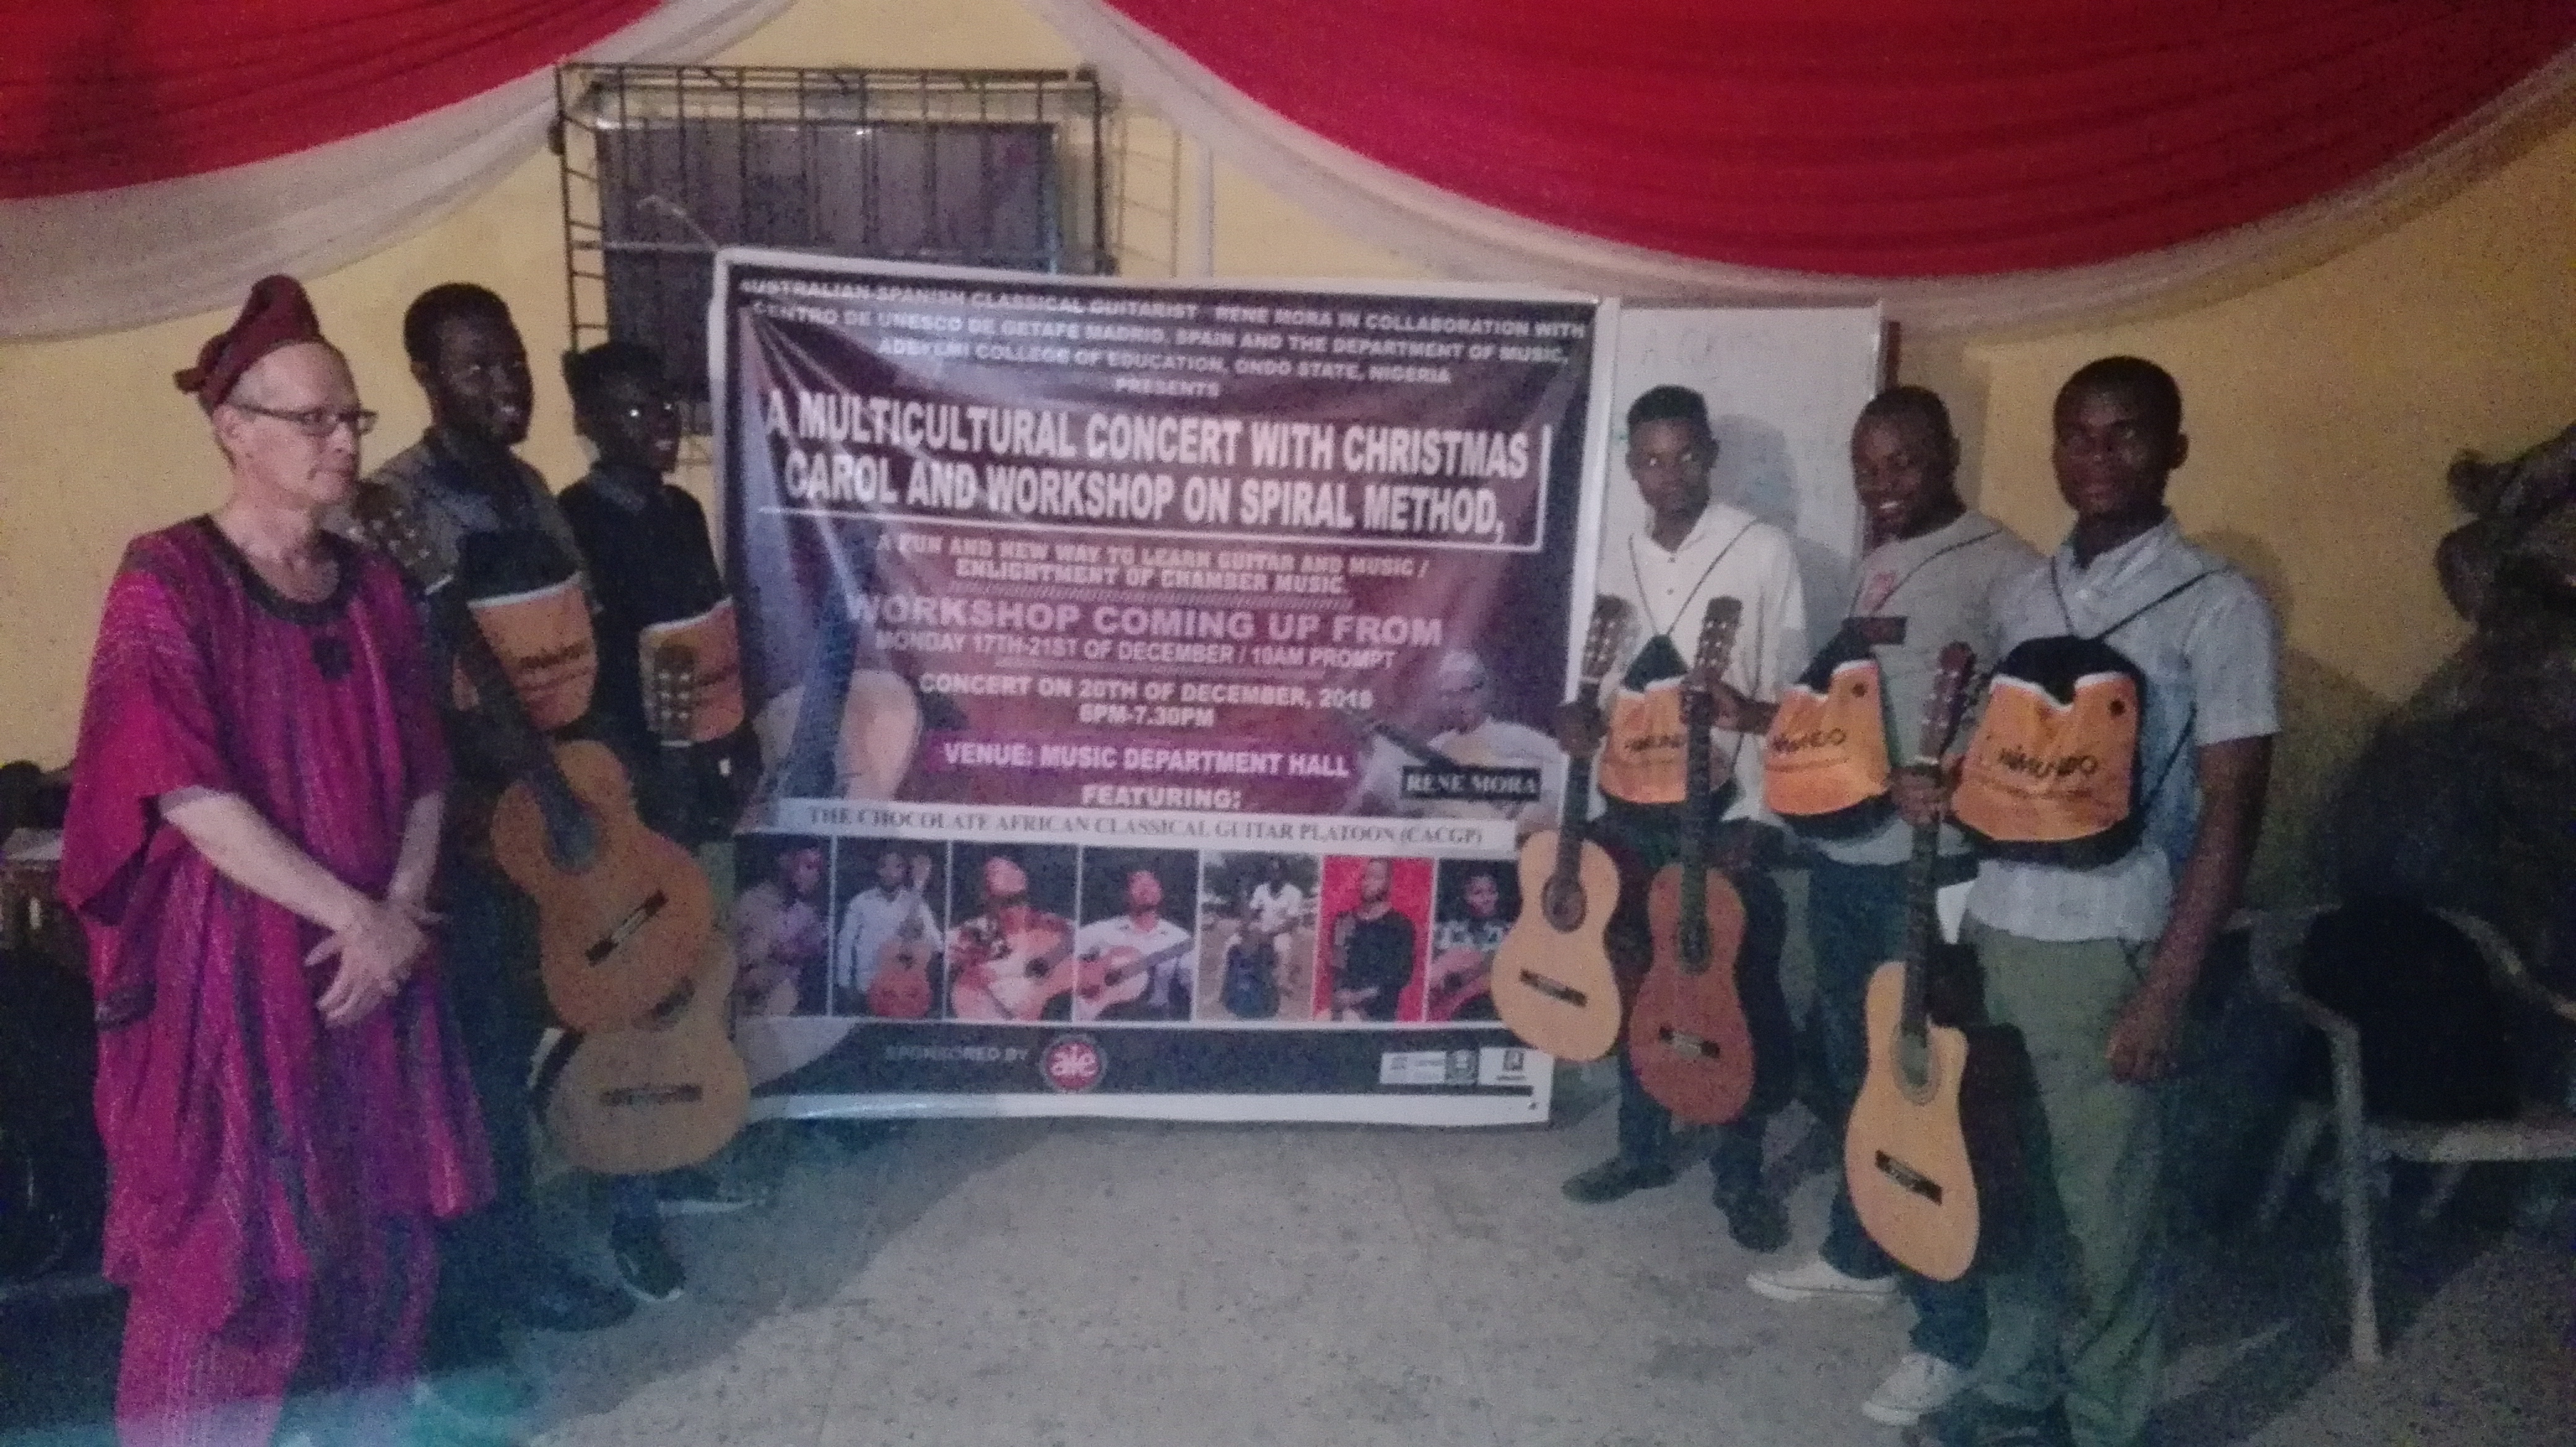 AUSTRALIAN SPANISH CLASSICAL GUITARIST RENE MORA IN COLLABORATION WITH
CENTRO DE UNESCO DE GETAFE MADRID, SPAIN AND THE DEPARTMENT OF MUSIC,
ADEYEMI COLLEGE OF EDUCATION, ONDO STATE, NIGERIA
PRESENTS
A MULTICULTURAL CONCERT WITH CHRISTMAS
CAROL AND WORKSHOP ON SPIRAL METHOD,
A FUN AND NEW WAY TO LEARN GUITAR AND MUSIC /
ENLIGHTMENT OF CHAMBER MUSIC
WORKSHOP COMING UP FROM
MONDAY 17TH-21ST OF DECEMBER / 10AM PROMPT
CONCERT ON 20TH OF DECEMBER, 2018
6PM-7.30PM
VENUE: MUSIC DEPARTMENT HALL
RENE MORA
FEATURING:
THE CHOCOLATE AFRICAN CLASSICAL GUITAR PLATOON (CACGP)
SPONSORED BY aie